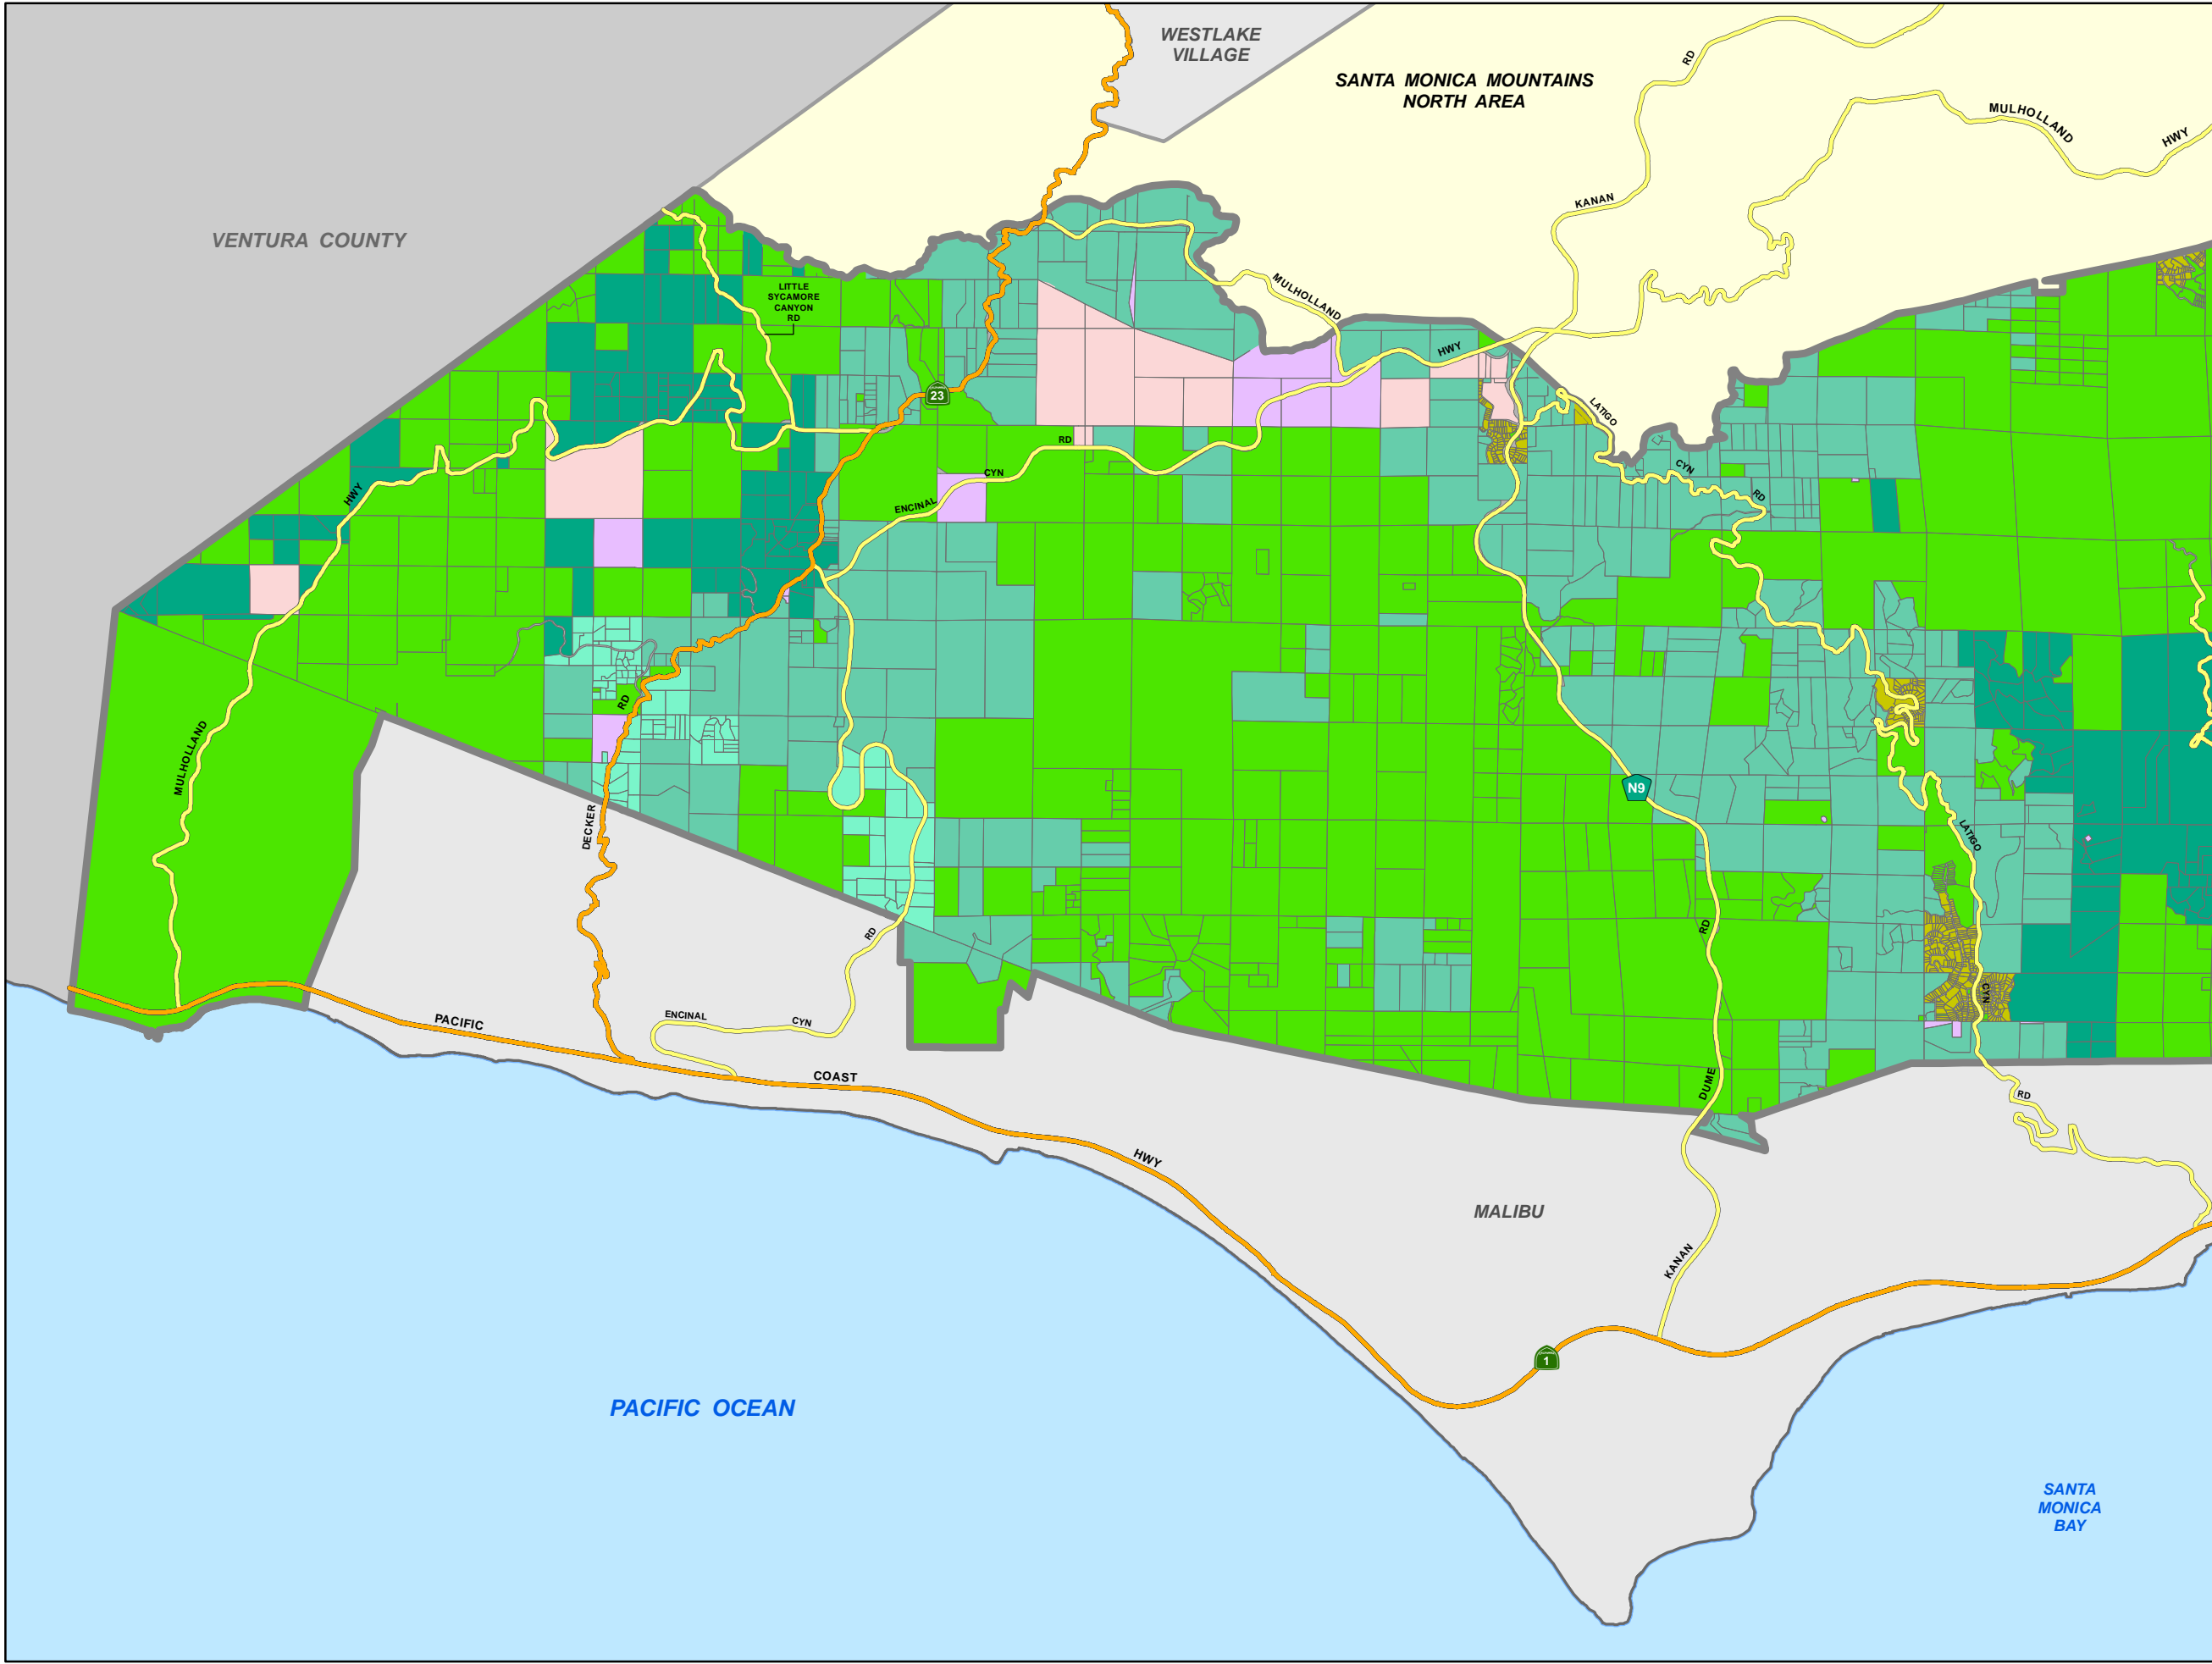 WESTLAKE
VILLAGE
SANTA MONICA MOUNTAINS
NORTH AREA
RD
MULHOLLAND
HWY
KANAN
VENTURA COUNTY
LITTLE
SYCAMORE
CANYON
RD
MULHOLLAND
HWY
23
LATIGO
CYN
RD
RD
CYN
ENCINAL
HWY
RD
MULHOLLAND
DECKER
N9
LATIGO
RD
RD
CYN
ENCINAL
CYN
PACIFIC
COAST
DUME
RD
HWY
MALIBU
KANAN
1
PACIFIC OCEAN
SANTA
MONICA
BAY